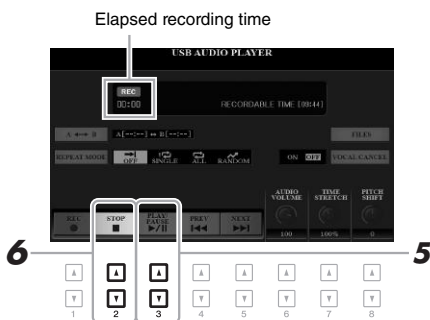 Elapsed recording time
USB AUDIO PLAYER
REC
00:00
RECORDABLE TIME [09:44]
A ↔ B A[--:--] ↔ B[--:--] FILES
REPEAT MODE OFF SINGLE ALL RANDOM ON OFF VOCAL CANCEL
AUDIO VOLUME TIME STRETCH PITCH SHIFT
REC STOP PLAY/PAUSE PREV NEXT
100 100% 0
6 5
1 2 3 4 5 6 7 8